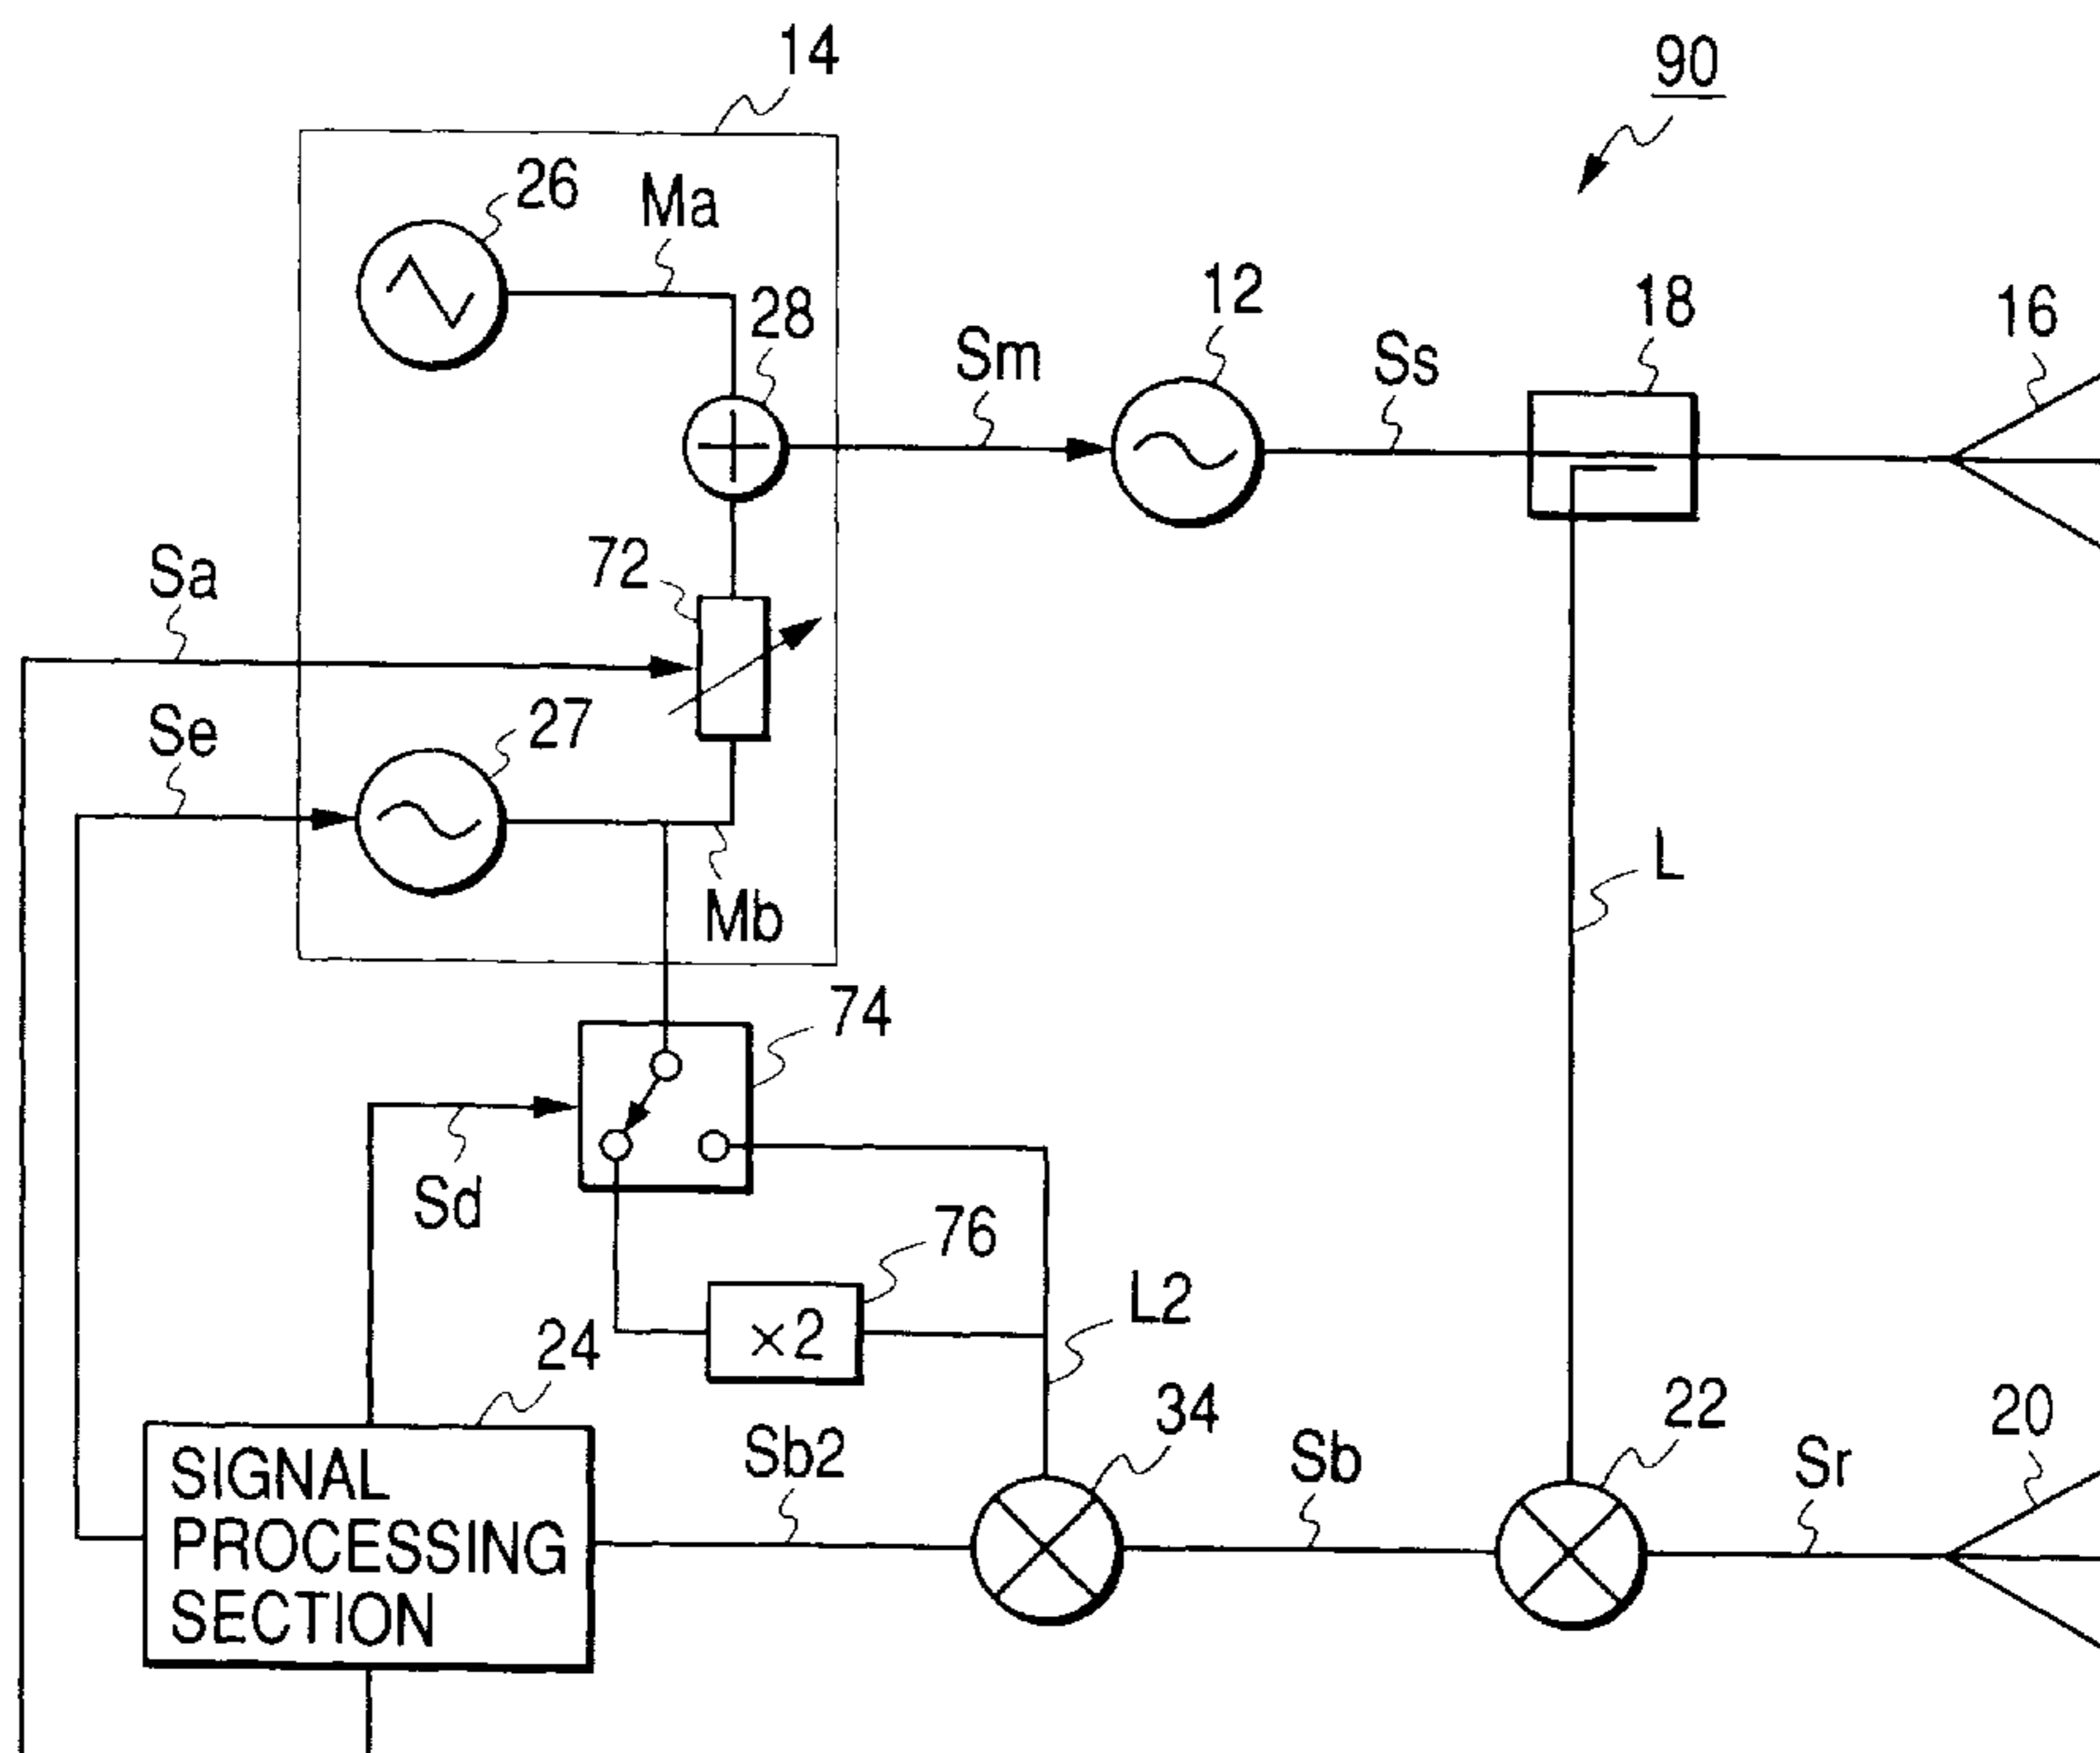 14
90
26
Ma
28
12
18
16
Sm
Ss
72
Sa
Se
27
Mb
L
74
Sd
76
×2
L2
24
34
22
20
Sb2
Sb
Sr
SIGNAL
PROCESSING
SECTION